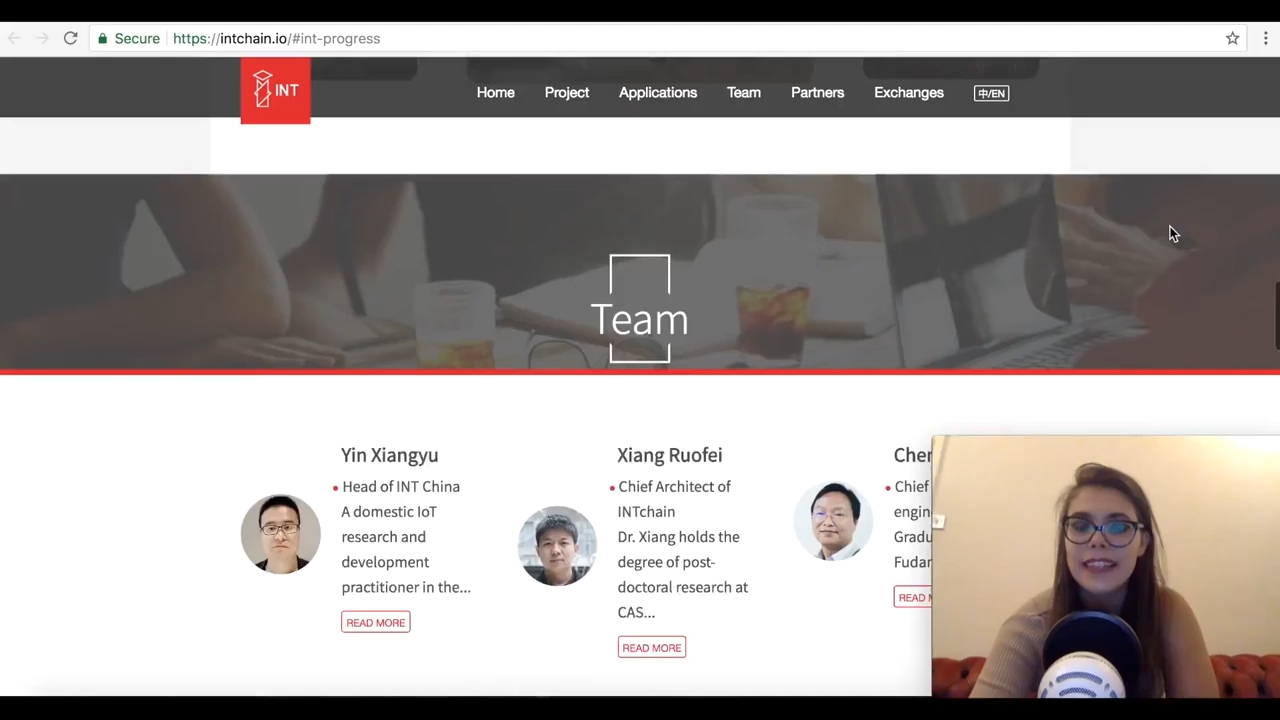 Secure https://intchain.io/#int-progress
INT
Home Project Applications Team Partners Exchanges 中/EN
Team
Yin Xiangyu
Head of INT China
A domestic IoT
research and
development
practitioner in the...
READ MORE
Xiang Ruofei
Chief Architect of
INTchain
Dr. Xiang holds the
degree of post-
doctoral research at
CAS...
READ MORE
Chief
READ